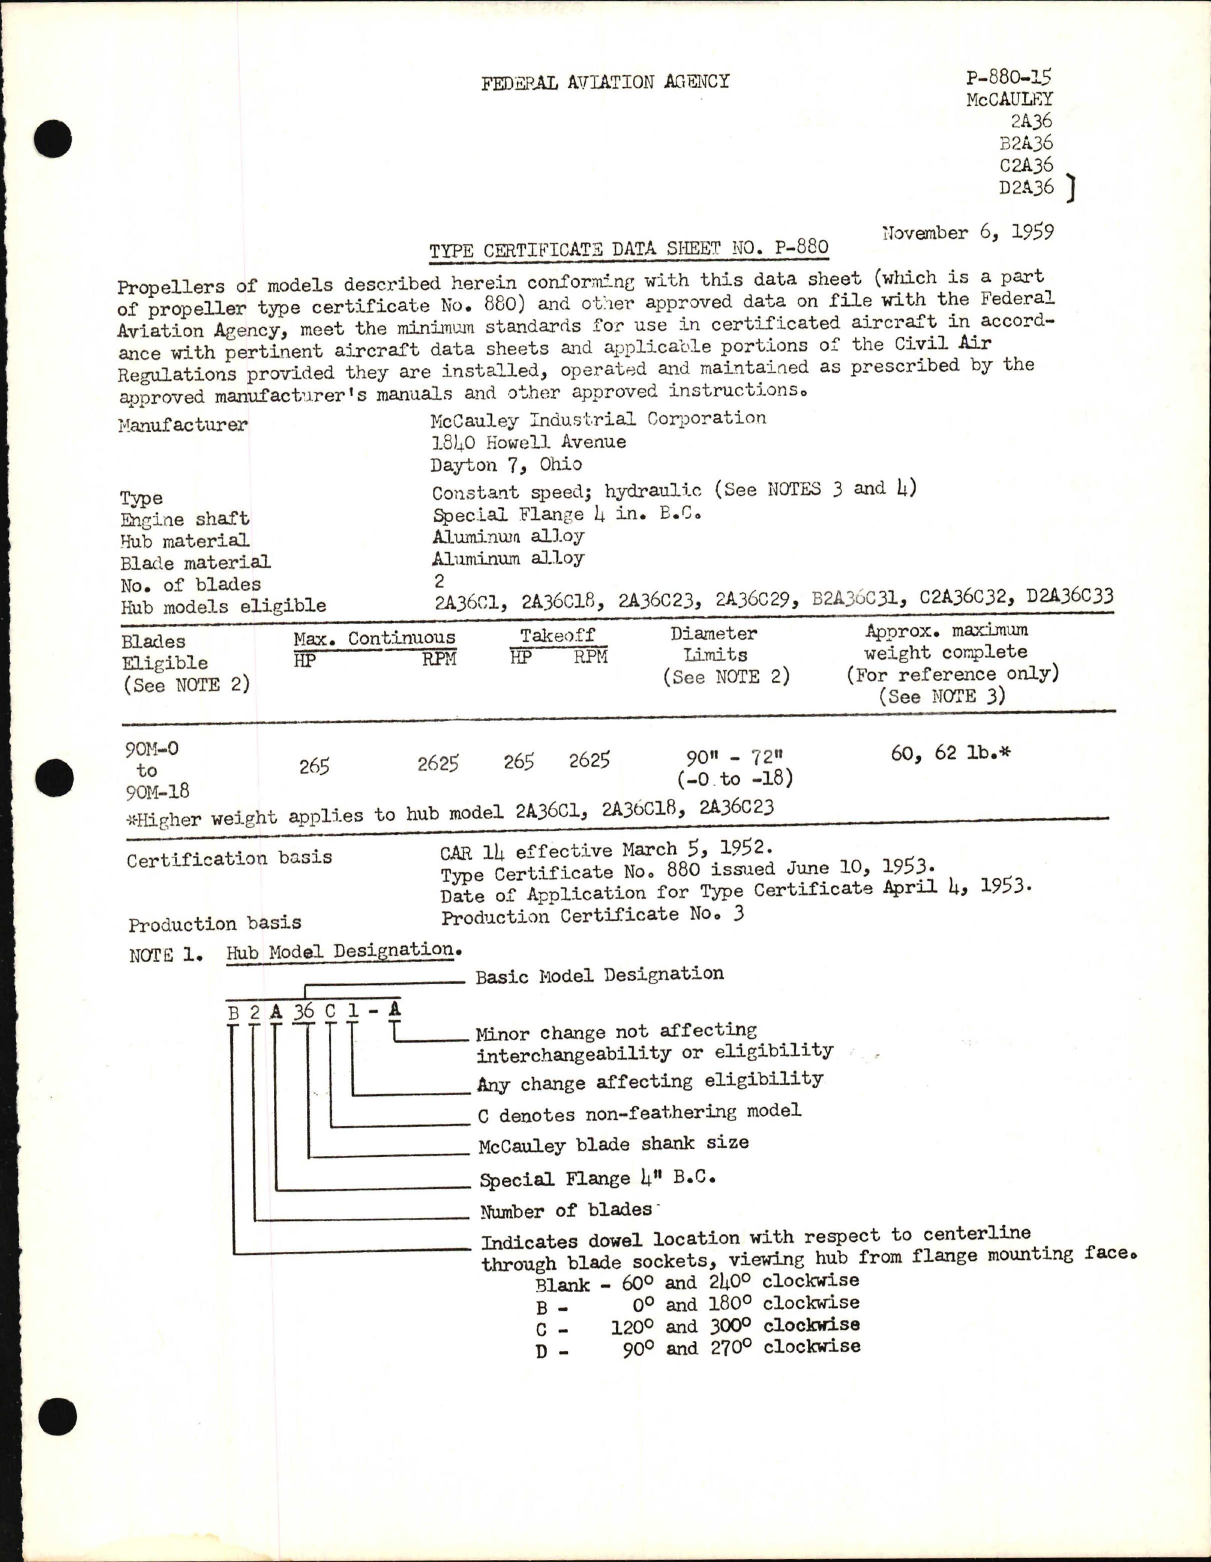 FEDERAL AVIATION AGENCY
P-880-15
McCAULEY
2A36
B2A36
C2A36
D2A36 ]
November 6, 1959
TYPE CERTIFICATE DATA SHEET NO. P-880
Propellers of models described herein conforming with this data sheet (which is a part
of propeller type certificate No. 880) and other approved data on file with the Federal
Aviation Agency, meet the minimum standards for use in certificated aircraft in accord-
ance with pertinent aircraft data sheets and applicable portions of the Civil Air
Regulations provided they are installed, operated and maintained as prescribed by the
approved manufacturer's manuals and other approved instructions.
Manufacturer McCauley Industrial Corporation
1840 Howell Avenue
Dayton 7, Ohio
Type Constant speed; hydraulic (See NOTES 3 and 4)
Engine shaft Special Flange 4 in. B.C.
Hub material Aluminum alloy
Blade material Aluminum alloy
No. of blades 2
Hub models eligible 2A36C1, 2A36C18, 2A36C23, 2A36C29, B2A36C31, C2A36C32, D2A36C33
Blades Max. Continuous Takeoff Diameter Approx. maximum
Eligible HP RPM HP RPM Limits weight complete
(See NOTE 2) (See NOTE 2) (For reference only)
(See NOTE 3)
90M-0
to 265 2625 265 2625 90" - 72" 60, 62 lb.*
90M-18 (-0 to -18)
*Higher weight applies to hub model 2A36C1, 2A36C18, 2A36C23
Certification basis CAR 14 effective March 5, 1952.
Type Certificate No. 880 issued June 10, 1953.
Date of Application for Type Certificate April 4, 1953.
Production basis Production Certificate No. 3
NOTE 1. Hub Model Designation.
Basic Model Designation
B 2 A 36 C 1 - A
Minor change not affecting
interchangeability or eligibility
Any change affecting eligibility
C denotes non-feathering model
McCauley blade shank size
Special Flange 4" B.C.
Number of blades
Indicates dowel location with respect to centerline
through blade sockets, viewing hub from flange mounting face.
Blank - 60° and 240° clockwise
B - 0° and 180° clockwise
C - 120° and 300° clockwise
D - 90° and 270° clockwise